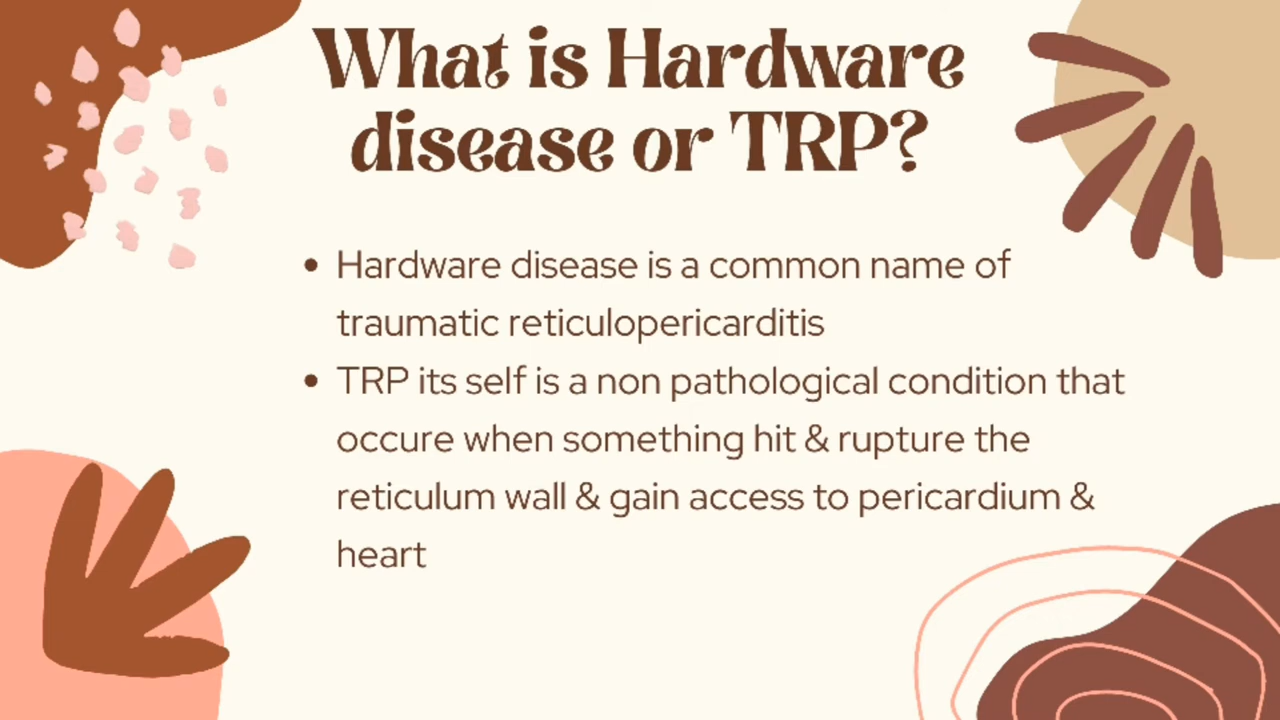 What is Hardware
disease or TRP?
• Hardware disease is a common name of
traumatic reticulopericarditis
• TRP its self is a non pathological condition that
occure when something hit & rupture the
reticulum wall & gain access to pericardium &
heart